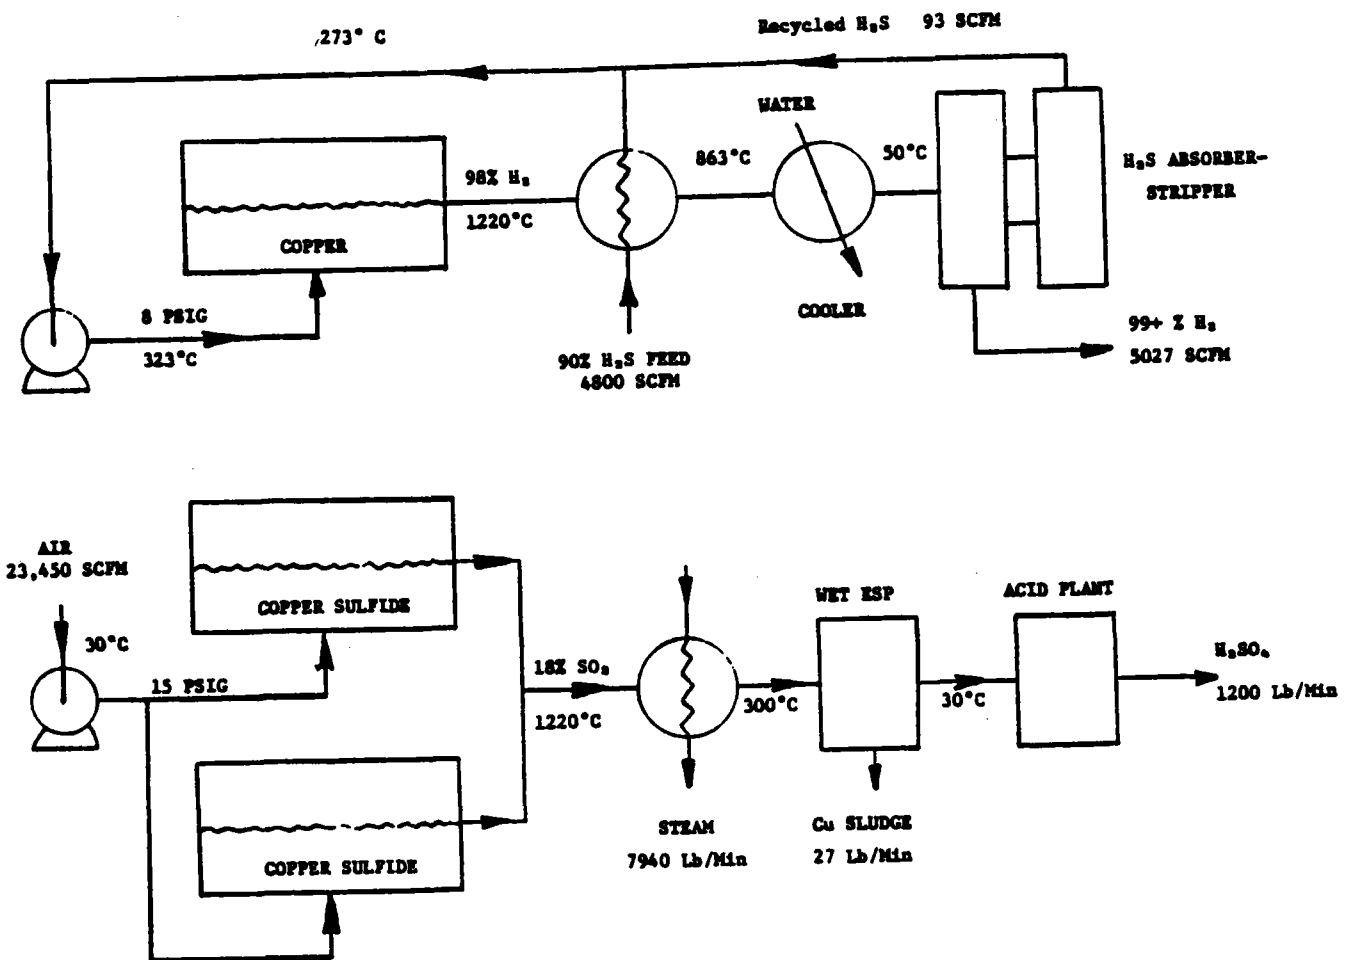 273° C
Recycled H₂S 93 SCFM
WATER
863°C
50°C
98% H₂
1220°C
H₂S ABSORBER-
STRIPPER
COPPER
COOLER
8 PSIG
323°C
90% H₂S FEED
4800 SCFM
99+ % H₂
5027 SCFM
AIR
23,450 SCFM
30°C
COPPER SULFIDE
15 PSIG
18% SO₂
1220°C
WET ESP
ACID PLANT
300°C
30°C
H₂SO₄
1200 Lb/Min
COPPER SULFIDE
STEAM
7940 Lb/Min
Cu SLUDGE
27 Lb/Min